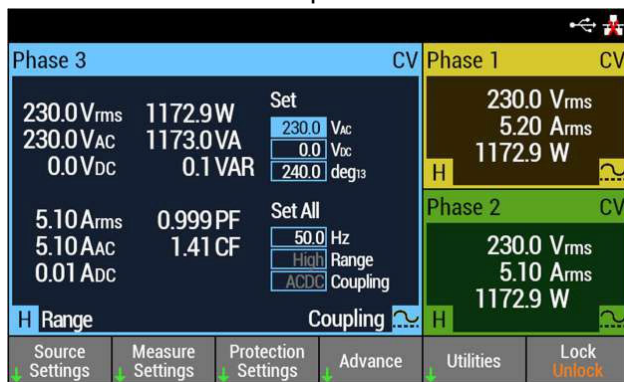 Phase 3 CV
230.0 Vrms 1172.9 W
230.0 VAC 1173.0 VA
0.0 VDC 0.1 VAR
Set
230.0 VAC
0.0 VDC
240.0 deg13
5.10 Arms 0.999 PF
5.10 AAC 1.41 CF
0.01 ADC
Set All
50.0 Hz
High Range
ACDC Coupling
H Range Coupling
Phase 1 CV
230.0 Vrms
5.20 Arms
1172.9 W
H
Phase 2 CV
230.0 Vrms
5.10 Arms
1172.9 W
H
Source Settings
Measure Settings
Protection Settings
Advance
Utilities
Lock
Unlock